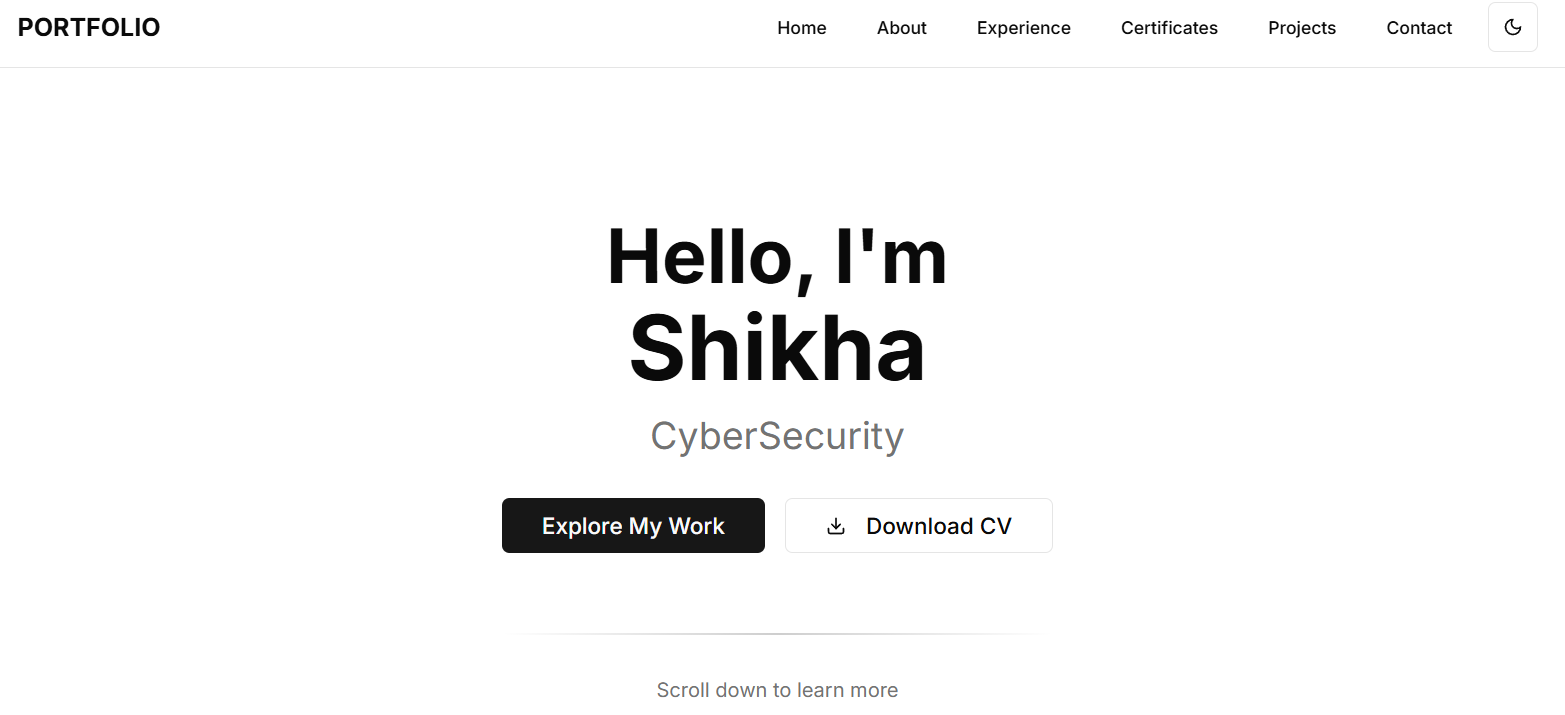 PORTFOLIO Home About Experience Certificates Projects Contact
Hello, I'm
Shikha
CyberSecurity
Explore My Work Download CV
Scroll down to learn more